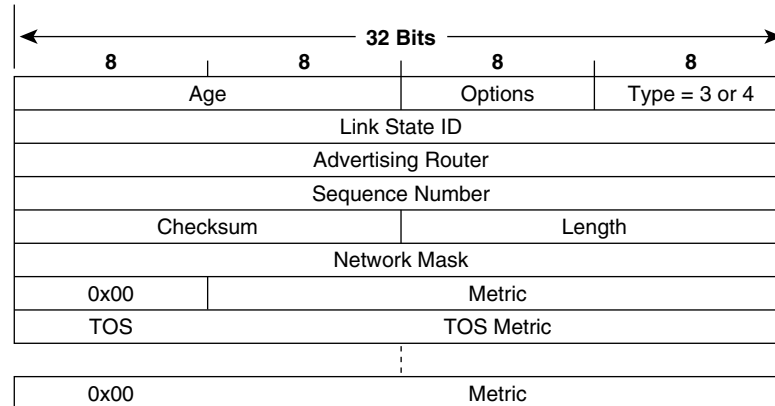 32 Bits
8 8 8 8
Age Options Type = 3 or 4
Link State ID
Advertising Router
Sequence Number
Checksum Length
Network Mask
0x00 Metric
TOS TOS Metric
0x00 Metric